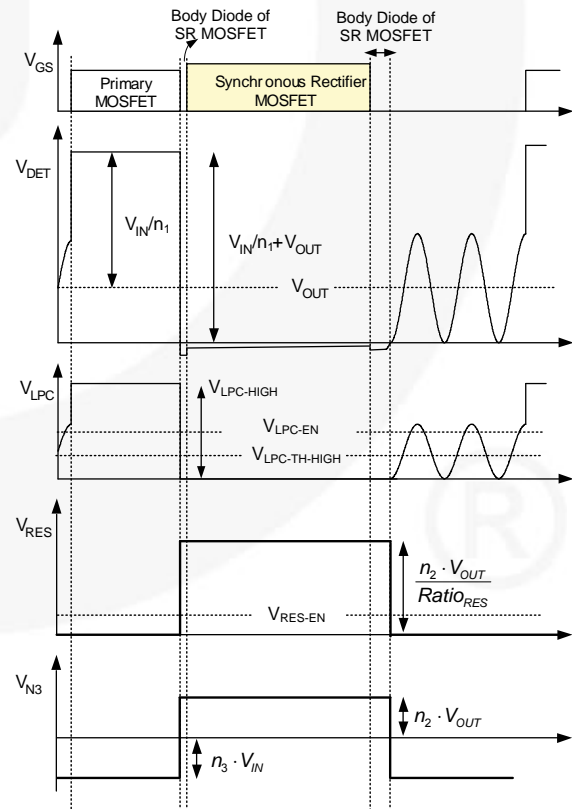 Body Diode of
SR MOSFET
Body Diode of
SR MOSFET
V_GS
Primary
MOSFET
Synchronous Rectifier
MOSFET
V_DET
V_IN/n_1
V_IN/n_1+V_OUT
V_OUT
V_LPC
V_LPC-HIGH
V_LPC-EN
V_LPC-TH-HIGH
V_RES
n_2 · V_OUT
Ratio_RES
V_RES-EN
V_N3
n_2 · V_OUT
n_3 · V_IN
®